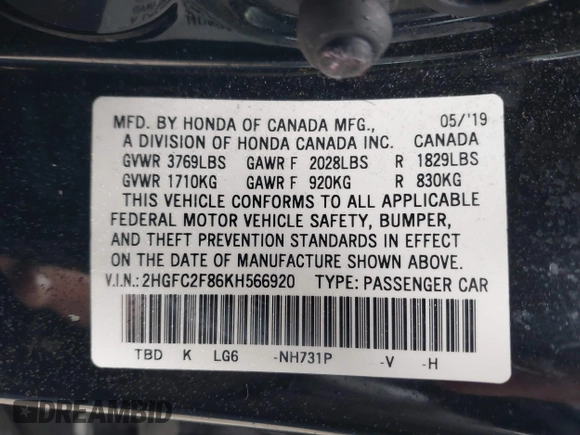 MFD. BY HONDA OF CANADA MFG., 05/'19
A DIVISION OF HONDA CANADA INC. CANADA
GVWR 3769LBS GAWR F 2028LBS R 1829LBS
GVWR 1710KG GAWR F 920KG R 830KG
THIS VEHICLE CONFORMS TO ALL APPLICABLE
FEDERAL MOTOR VEHICLE SAFETY, BUMPER,
AND THEFT PREVENTION STANDARDS IN EFFECT
ON THE DATE OF MANUFACTURE SHOWN ABOVE.
V.I.N.:2HGFC2F86KH566920 TYPE: PASSENGER CAR
TBD K LG6 -NH731P -V -H
DREAMBID